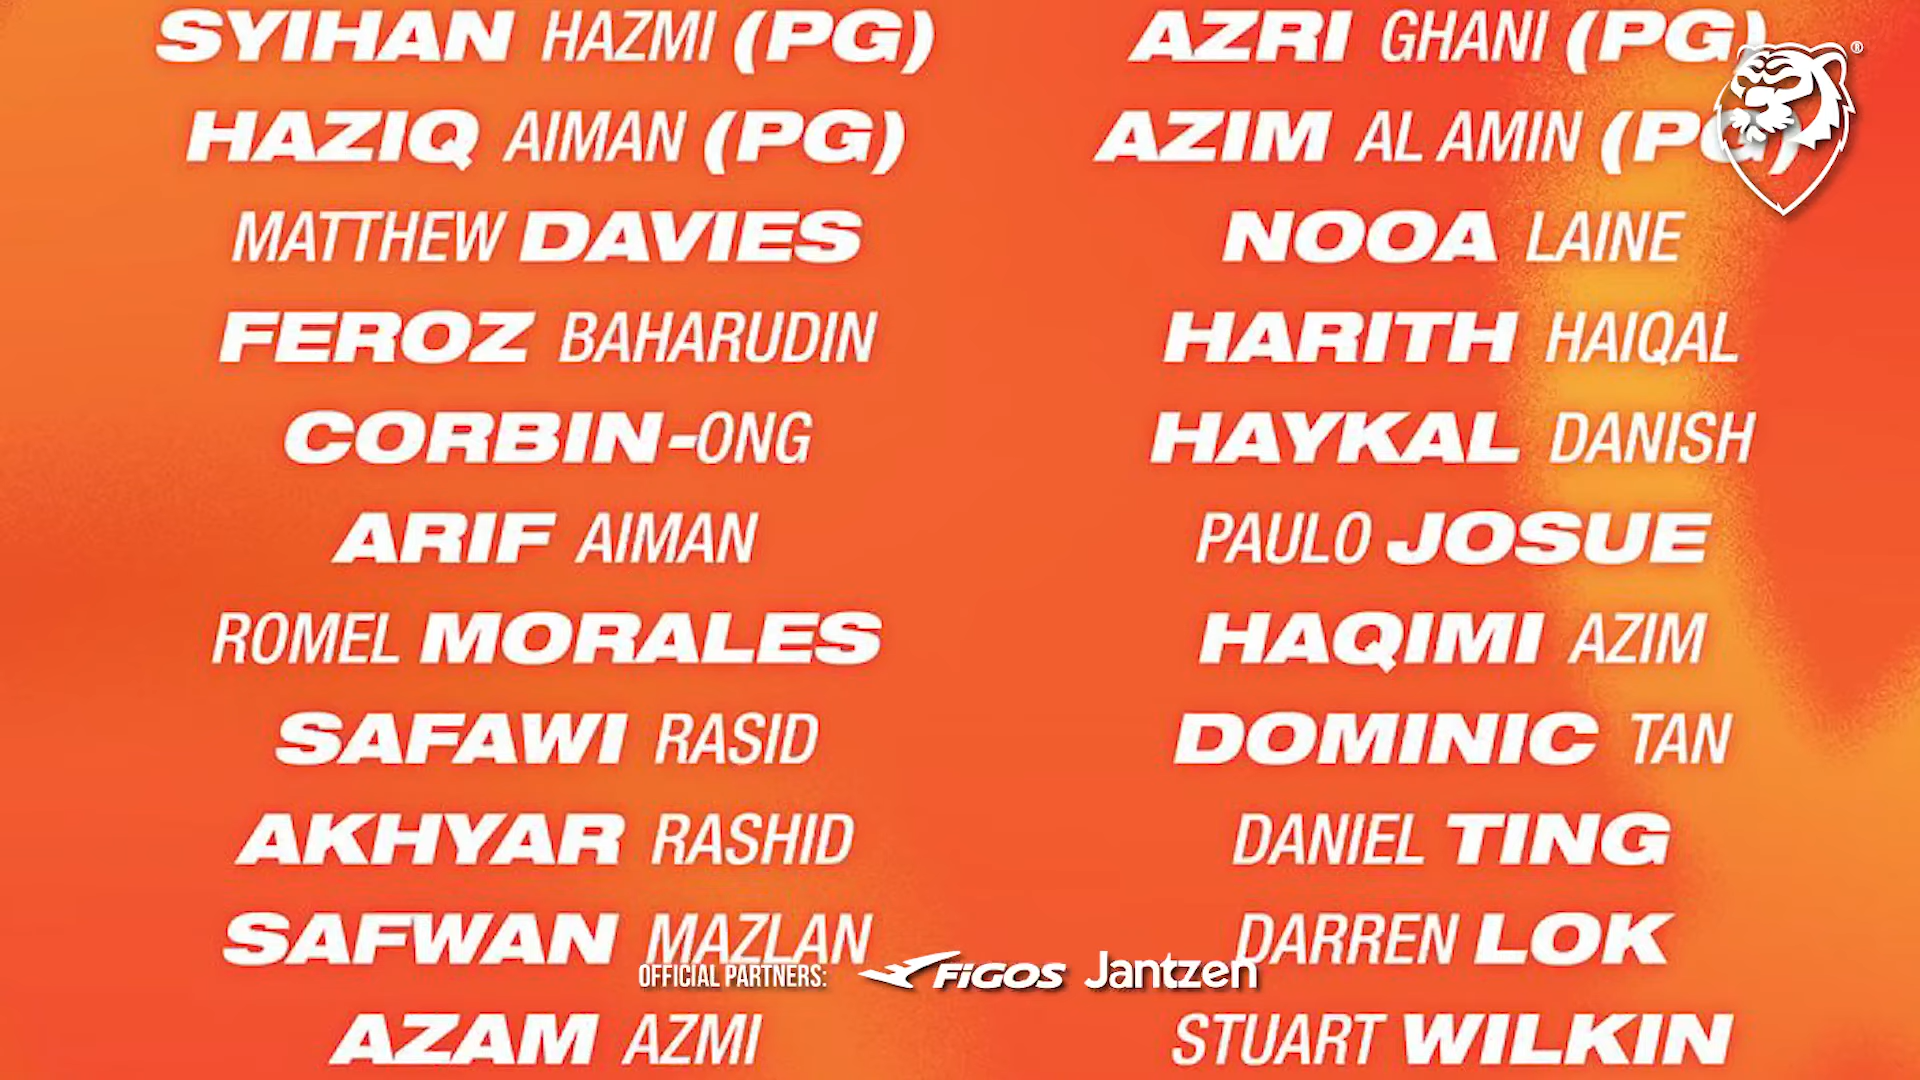 SYIHAN HAZMI (PG)
HAZIQ AIMAN (PG)
MATTHEW DAVIES
FEROZ BAHARUDIN
CORBIN-ONG
ARIF AIMAN
ROMEL MORALES
SAFAWI RASID
AKHYAR RASHID
SAFWAN MAZLAN
AZAM AZMI
AZRI GHANI (PG)
AZIM AL AMIN (PG)
NOOA LAINE
HARITH HAIQAL
HAYKAL DANISH
PAULO JOSUE
HAQIMI AZIM
DOMINIC TAN
DANIEL TING
DARREN LOK
STUART WILKIN
®
OFFICIAL PARTNERS: FIGOS Jantzen